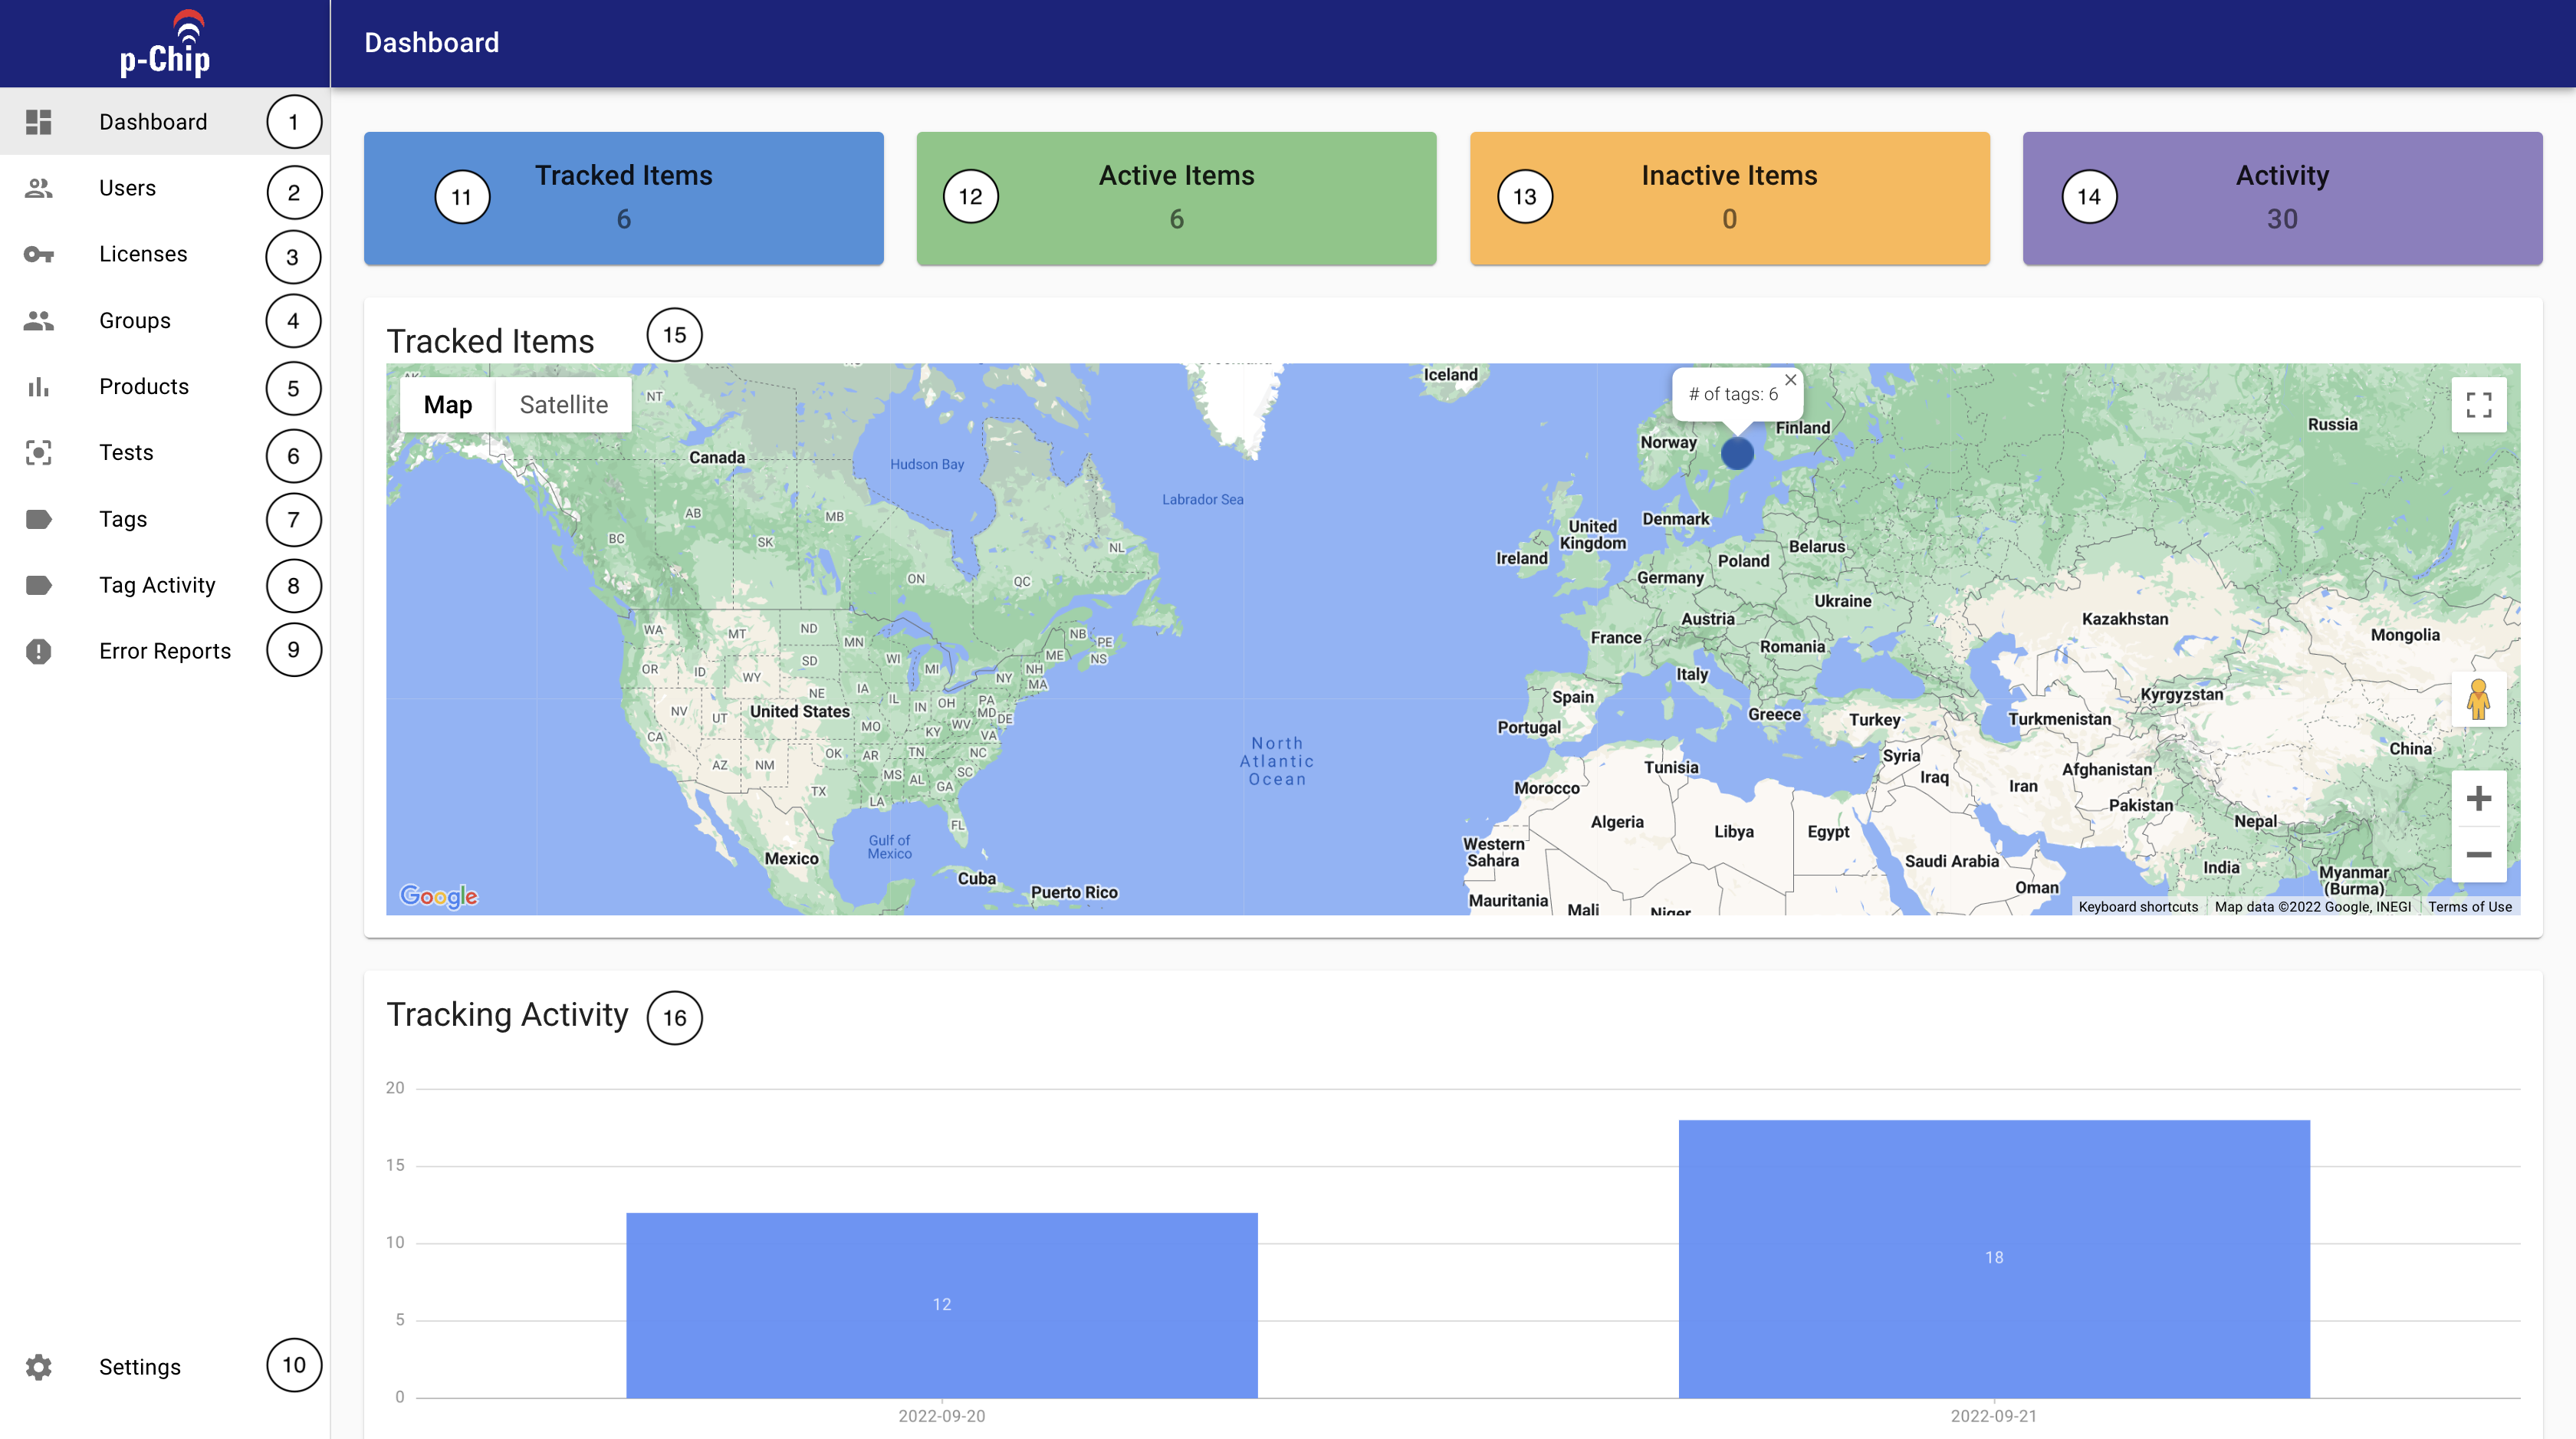 p-Chip
Dashboard
Dashboard 1
Users 2
Licenses 3
Groups 4
Products 5
Tests 6
Tags 7
Tag Activity 8
Error Reports 9
Settings 10
11 Tracked Items
6
12 Active Items
6
13 Inactive Items
0
14 Activity
30
Tracked Items 15
Map Satellite
# of tags: 6
AK
NT
Canada
Hudson Bay
Labrador Sea
AB
MB
BC
SK
NL
ON
QC
WA
MT
ND
MN
NB
PE
OR
ID
SD
WI
MI
ME
NS
NH
WY
NY
MA
NE
IA
NV
UT
United States
IL
IN
OH
PA
MD
DE
CA
MO
KY
WV
VA
AZ
NM
OK
AR
TN
NC
MS
AL
SC
TX
GA
LA
FL
Gulf of
Mexico
Mexico
Cuba
Puerto Rico
North
Atlantic
Ocean
Iceland
Norway
Finland
Russia
Denmark
United
Kingdom
Ireland
Belarus
Poland
Germany
Ukraine
Austria
France
Romania
Kazakhstan
Mongolia
Italy
Spain
Kyrgyzstan
Portugal
Greece
Turkey
Turkmenistan
China
Syria
Tunisia
Afghanistan
Iraq
Iran
Morocco
Pakistan
Algeria
Libya
Egypt
Nepal
Western
Sahara
Saudi Arabia
India
Myanmar
(Burma)
Oman
Mauritania
Mali
Niger
Google
Keyboard shortcuts
Map data ©2022 Google, INEGI
Terms of Use
Tracking Activity 16
20
15
10
5
0
12
18
2022-09-20
2022-09-21